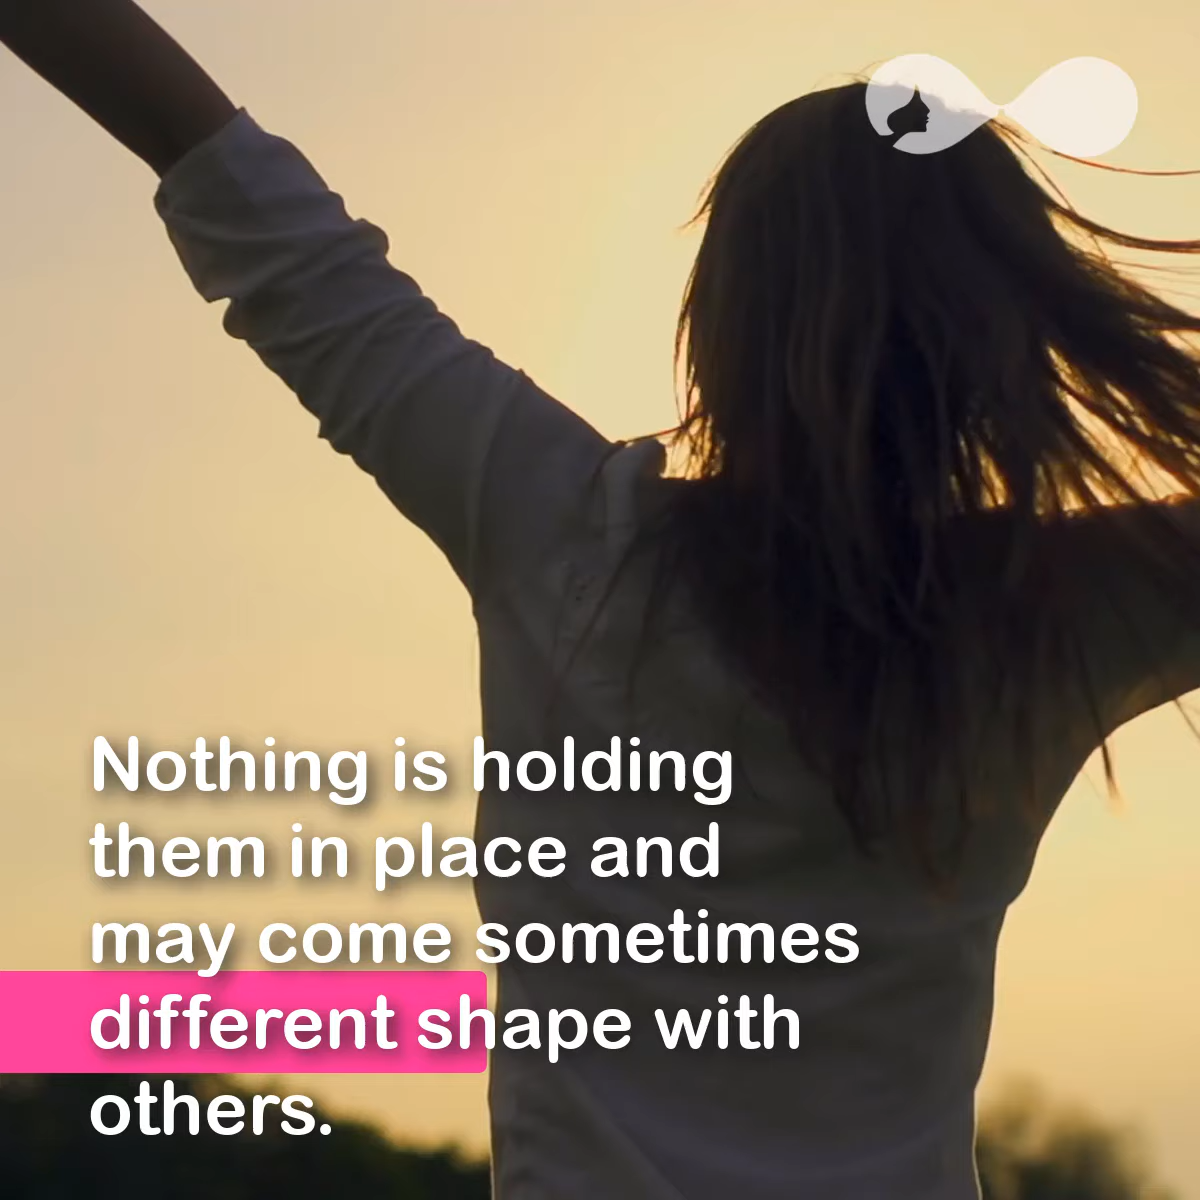 Nothing is holding
them in place and
may come sometimes
different shape with
others.